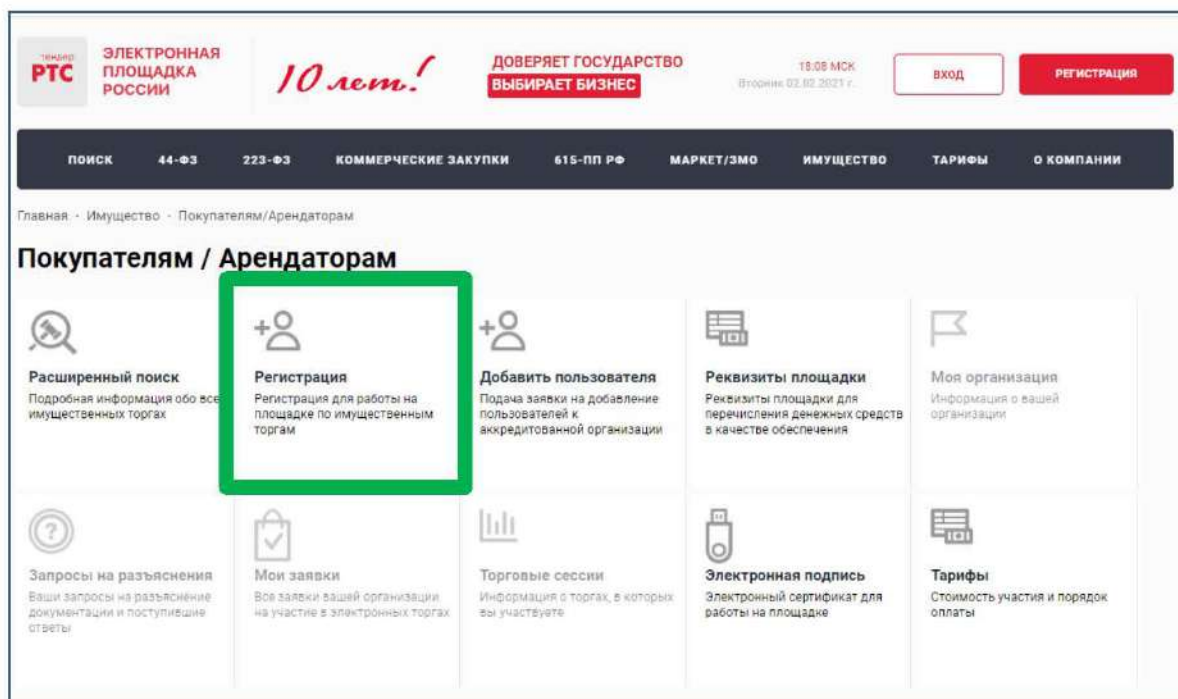 тендер
РТС
ЭЛЕКТРОННАЯ
ПЛОЩАДКА
РОССИИ
10 лет!
ДОВЕРЯЕТ ГОСУДАРСТВО
ВЫБИРАЕТ БИЗНЕС
18:08 МСК
Вторник 02.02.2021 г.
ВХОД
РЕГИСТРАЦИЯ
ПОИСК 44-ФЗ 223-ФЗ КОММЕРЧЕСКИЕ ЗАКУПКИ 615-ПП РФ МАРКЕТ/ЗМО ИМУЩЕСТВО ТАРИФЫ О КОМПАНИИ
Главная - Имущество - Покупателям/Арендаторам
Покупателям / Арендаторам
Расширенный поиск
Подробная информация обо все
имущественных торгах
Регистрация
Регистрация для работы на
площадке по имущественным
торгам
Добавить пользователя
Подача заявки на добавление
пользователей к
аккредитованной организации
Реквизиты площадки
Реквизиты площадки для
перечисления денежных средств
в качестве обеспечения
Моя организация
Информация о вашей
организации
Запросы на разъяснения
Ваши запросы на разъяснение
документации и поступившие
ответы
Мои заявки
Все заявки вашей организации
на участие в электронных торгах
Торговые сессии
Информация о торгах, в которых
вы участвуете
Электронная подпись
Электронный сертификат для
работы на площадке
Тарифы
Стоимость участия и порядок
оплаты